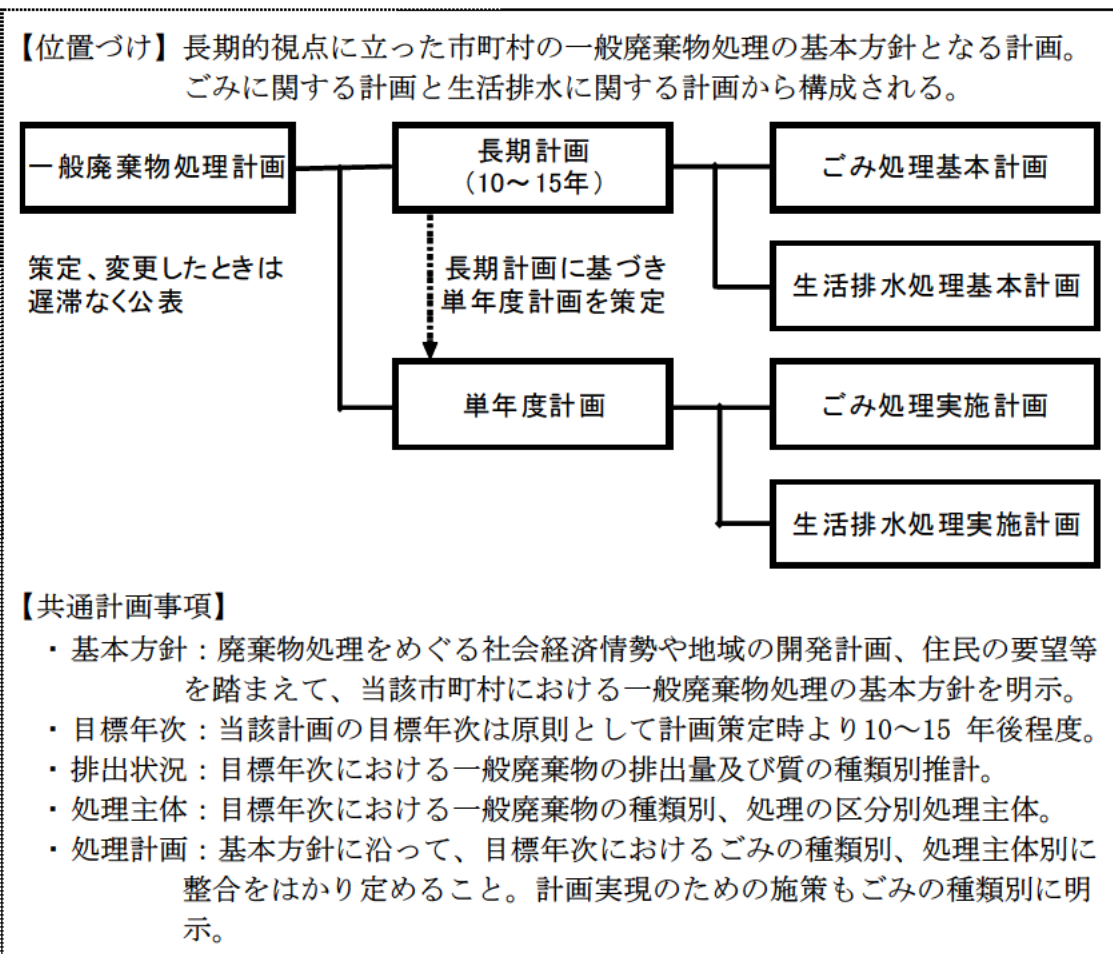 【位置づけ】長期的視点に立った市町村の一般廃棄物処理の基本方針となる計画。
ごみに関する計画と生活排水に関する計画から構成される。
一般廃棄物処理計画
長期計画
（10～15年）
ごみ処理基本計画
策定、変更したときは
遅滞なく公表
長期計画に基づき
単年度計画を策定
生活排水処理基本計画
単年度計画
ごみ処理実施計画
生活排水処理実施計画
【共通計画事項】
・基本方針：廃棄物処理をめぐる社会経済情勢や地域の開発計画、住民の要望等
を踏まえて、当該市町村における一般廃棄物処理の基本方針を明示。
・目標年次：当該計画の目標年次は原則として計画策定時より10～15 年後程度。
・排出状況：目標年次における一般廃棄物の排出量及び質の種類別推計。
・処理主体：目標年次における一般廃棄物の種類別、処理の区分別処理主体。
・処理計画：基本方針に沿って、目標年次におけるごみの種類別、処理主体別に
整合をはかり定めること。計画実現のための施策もごみの種類別に明
示。